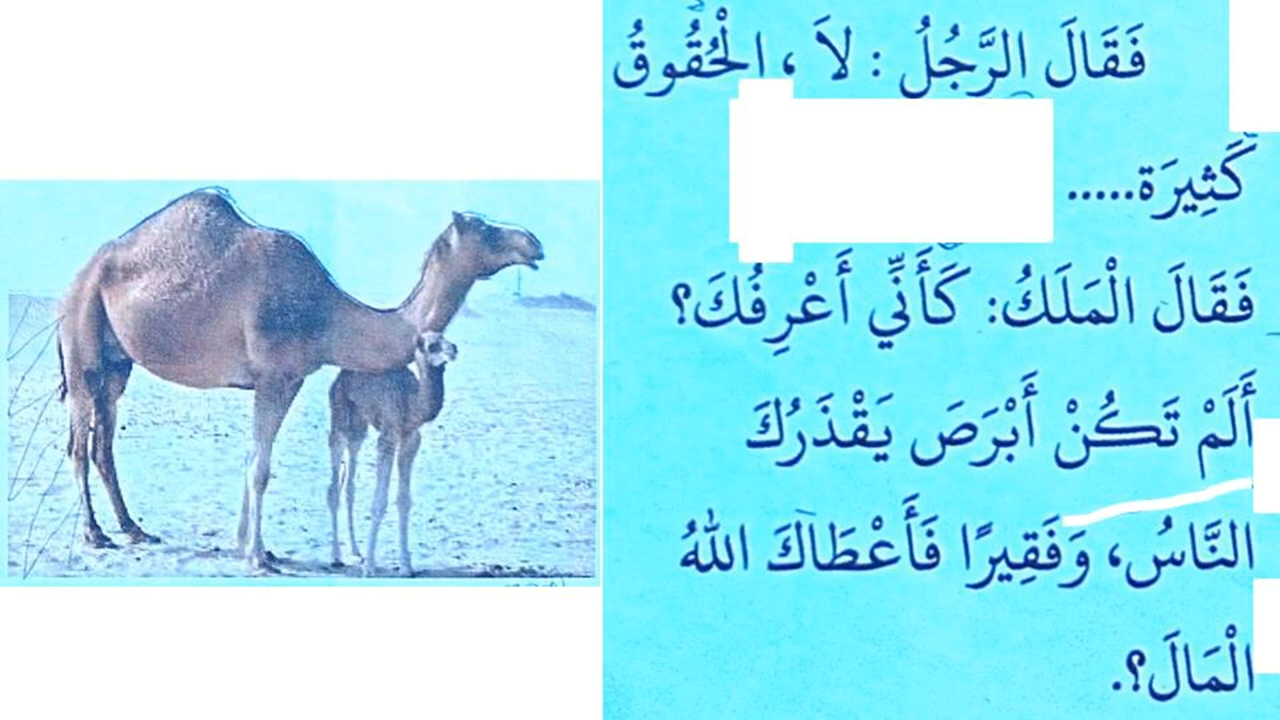 فَقَالَ الرَّجُلُ : لاَ ، الْحُقُوقُ
كَثِيرَة.....
فَقَالَ الْمَلَكُ: كَأَنِّي أَعْرِفُكَ؟
أَلَمْ تَكُنْ أَبْرَصَ يَقْذَرُكَ
النَّاسُ، وَفَقِيرًا فَأَعْطَاكَ اللهُ
الْمَالَ؟.